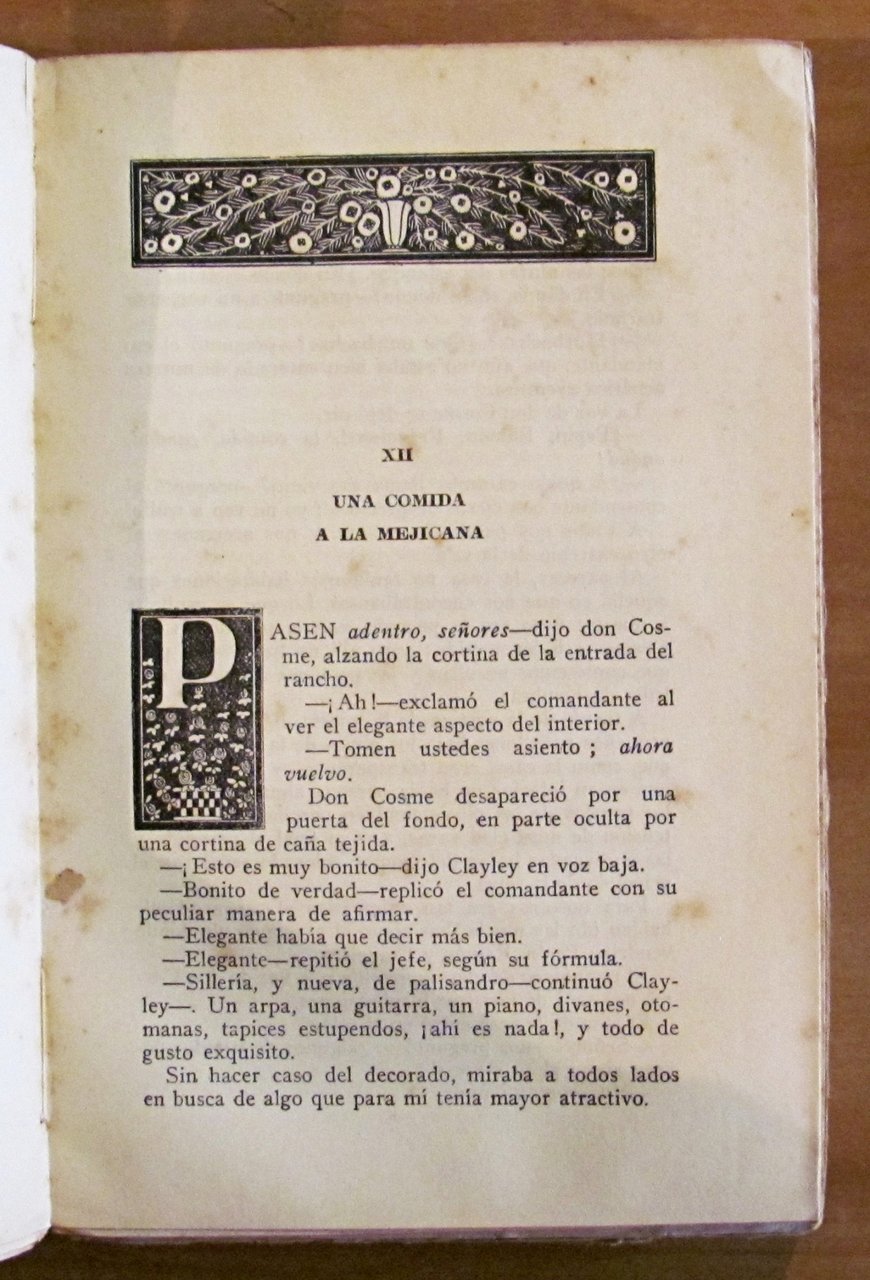 XII
UNA COMIDA
A LA MEJICANA
PASEN adentro, señores—dijo don Cos-
me, alzando la cortina de la entrada del
rancho.
—¡Ah!—exclamó el comandante al
ver el elegante aspecto del interior.
—Tomen ustedes asiento; ahora
vuelvo.
Don Cosme desapareció por una
puerta del fondo, en parte oculta por
una cortina de caña tejida.
—¡Esto es muy bonito—dijo Clayley en voz baja.
—Bonito de verdad—replicó el comandante con su
peculiar manera de afirmar.
—Elegante había que decir más bien.
—Elegante—repitió el jefe, según su fórmula.
—Sillería, y nueva, de palisandro—continuó Clay-
ley—. Un arpa, una guitarra, un piano, divanes, oto-
manas, tapices estupendos, ¡ahí es nada!, y todo de
gusto exquisito.
Sin hacer caso del decorado, miraba a todos lados
en busca de algo que para mí tenía mayor atractivo.